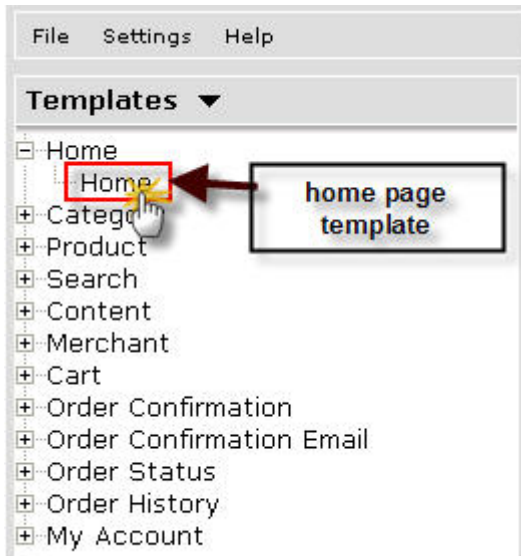 File Settings Help
Templates
Home
Home
home page
template
Product
Search
Content
Merchant
Cart
Order Confirmation
Order Confirmation Email
Order Status
Order History
My Account